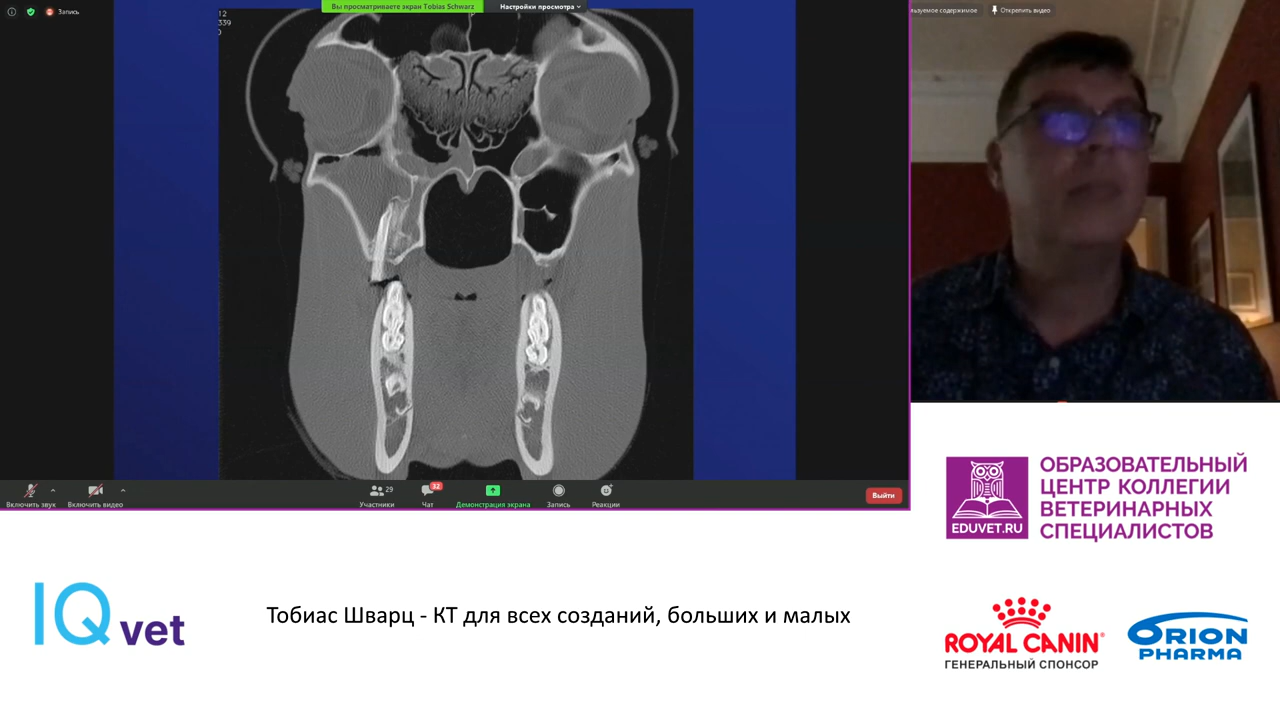 Запись
Вы просматриваете экран Tobias Schwarz
Настройки просмотра
Открепить видео
12
339
0
Включить звук
Включить видео
29
Участники
32
Чат
Демонстрация экрана
Запись
Реакции
Выйти
EDUVET.RU
ОБРАЗОВАТЕЛЬНЫЙ
ЦЕНТР КОЛЛЕГИИ
ВЕТЕРИНАРНЫХ
СПЕЦИАЛИСТОВ
IQ vet
Тобиас Шварц - КТ для всех созданий, больших и малых
ROYAL CANIN
ГЕНЕРАЛЬНЫЙ СПОНСОР
ORION
PHARMA